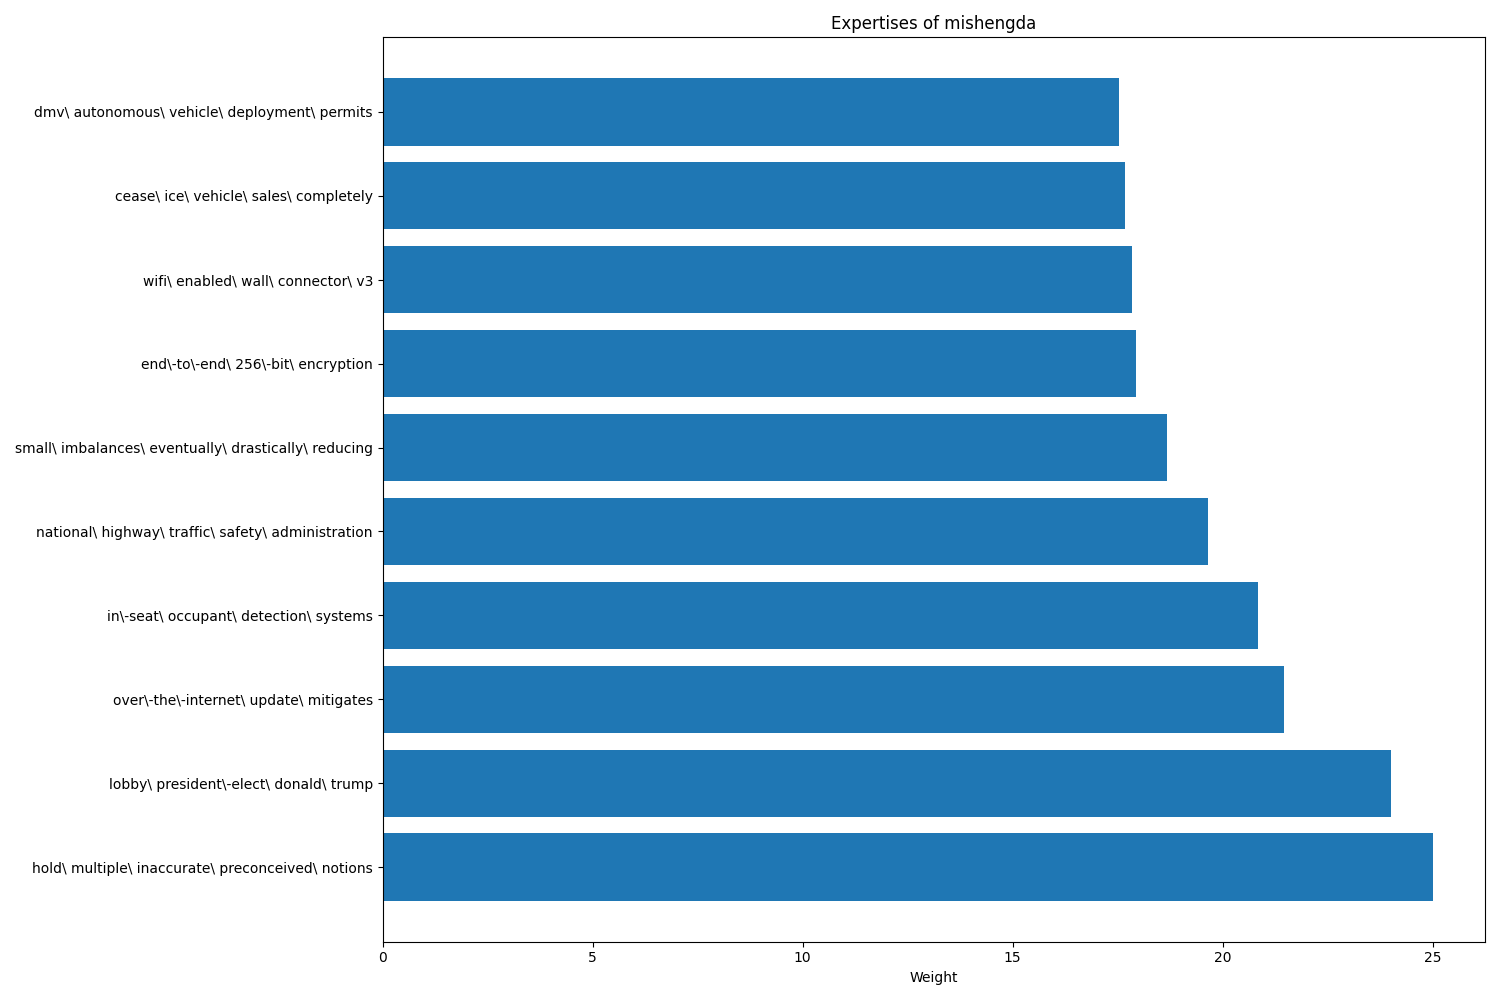 Expertises of mishengda
dmv\ autonomous\ vehicle\ deployment\ permits
cease\ ice\ vehicle\ sales\ completely
wifi\ enabled\ wall\ connector\ v3
end\-to\-end\ 256\-bit\ encryption
small\ imbalances\ eventually\ drastically\ reducing
national\ highway\ traffic\ safety\ administration
in\-seat\ occupant\ detection\ systems
over\-the\-internet\ update\ mitigates
lobby\ president\-elect\ donald\ trump
hold\ multiple\ inaccurate\ preconceived\ notions
0 5 10 15 20 25
Weight